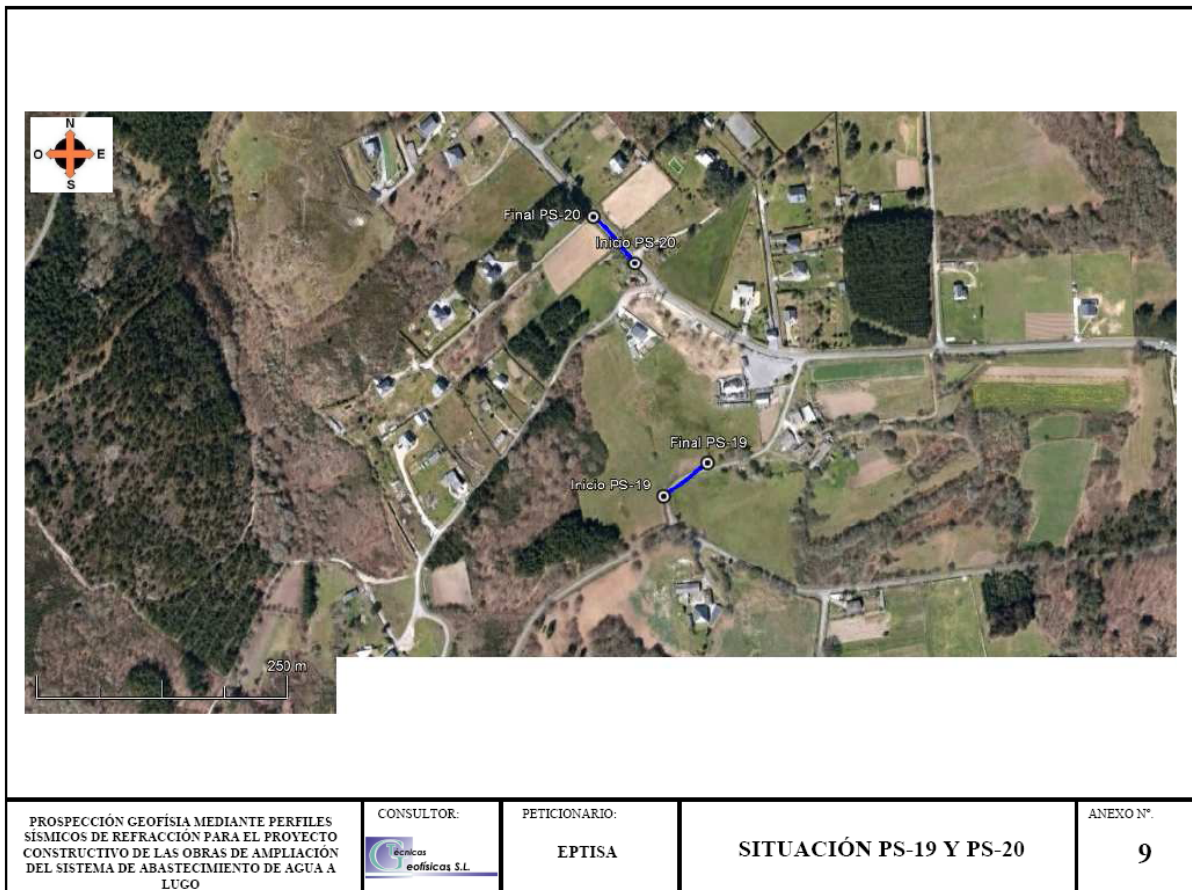 N
O E
S
Final PS-20
Inicio PS-20
Final PS-19
Inicio PS-19
250 m
PROSPECCIÓN GEOFÍSIA MEDIANTE PERFILES
SÍSMICOS DE REFRACCIÓN PARA EL PROYECTO
CONSTRUCTIVO DE LAS OBRAS DE AMPLIACIÓN
DEL SISTEMA DE ABASTECIMIENTO DE AGUA A
LUGO
CONSULTOR:
Técnicas
Geofísicas S.L.
PETICIONARIO:
EPTISA
SITUACIÓN PS-19 Y PS-20
ANEXO Nº.
9